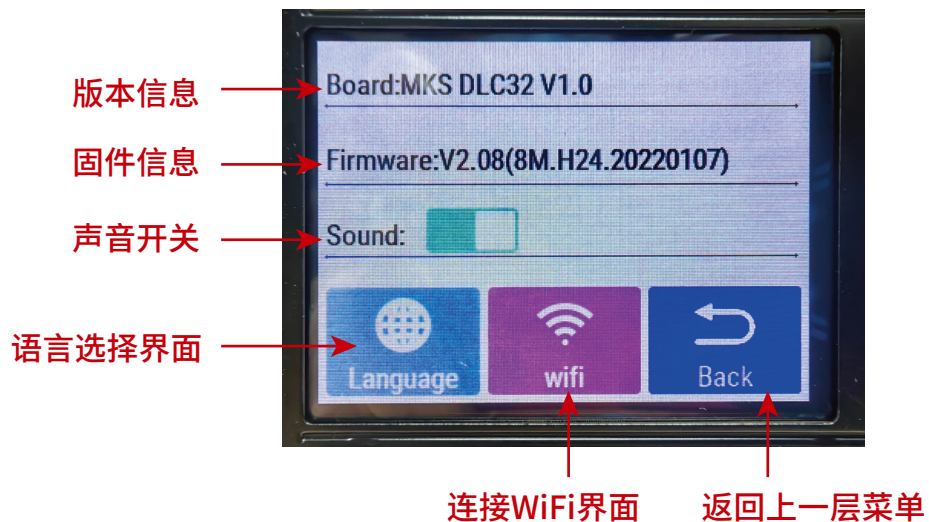 版本信息
Board:MKS DLC32 V1.0
固件信息
Firmware:V2.08(8M.H24.20220107)
声音开关
Sound:
语言选择界面
Language
wifi
Back
连接WiFi界面
返回上一层菜单